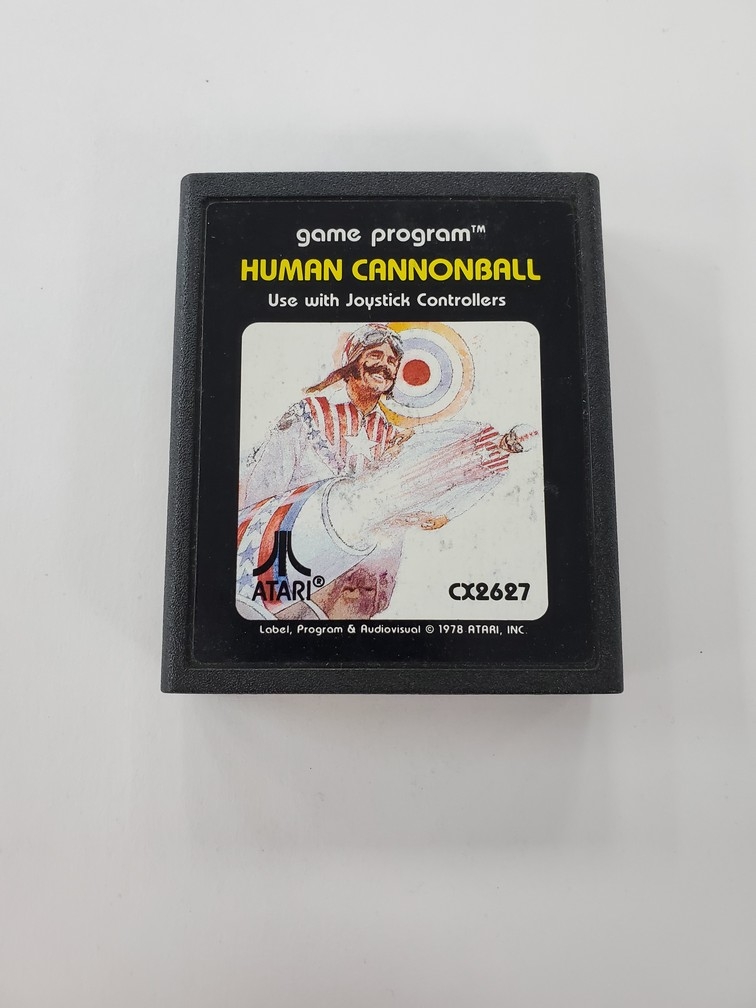 game program™
HUMAN CANNONBALL
Use with Joystick Controllers
ATARI®
CX2627
Label, Program & Audiovisual © 1978 ATARI, INC.